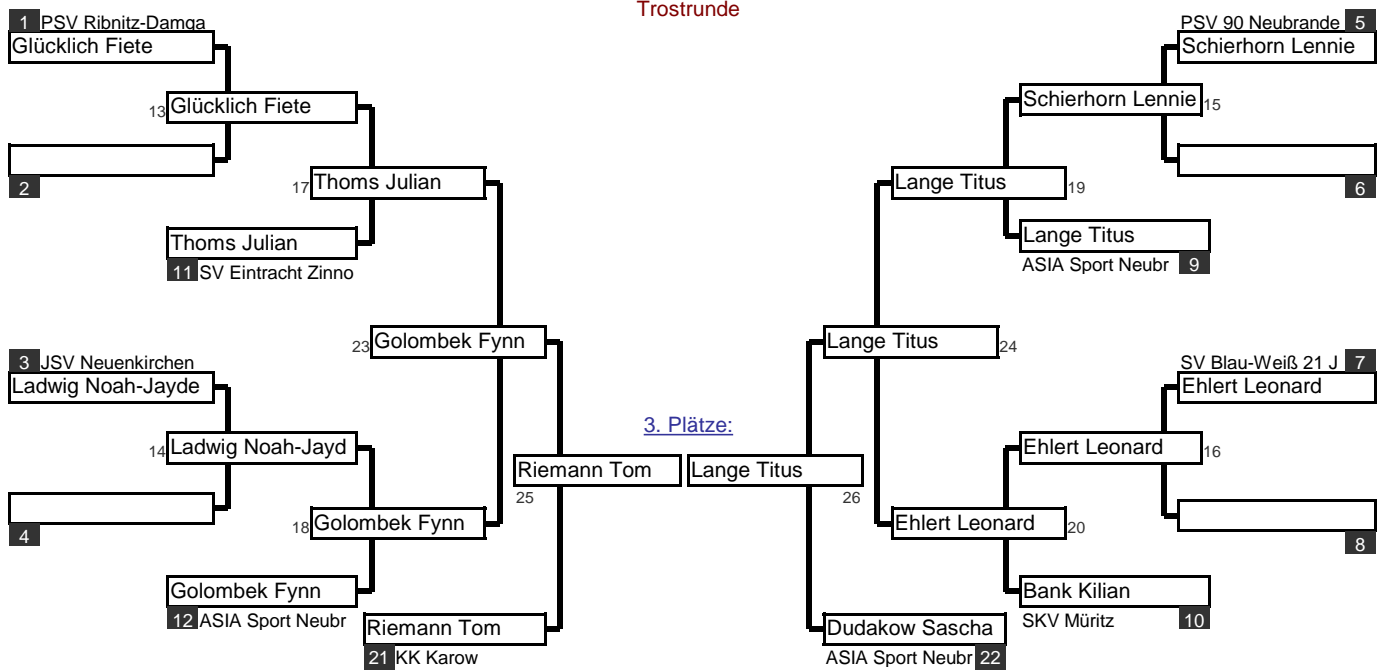 Trostrunde
1 PSV Ribnitz-Damga
PSV 90 Neubrande 5
Glücklich Fiete
Schierhorn Lennie
13 Glücklich Fiete
Schierhorn Lennie 15
2
6
17 Thoms Julian
Lange Titus 19
Thoms Julian
Lange Titus
11 SV Eintracht Zinno
ASIA Sport Neubr 9
23 Golombek Fynn
Lange Titus 24
3 JSV Neuenkirchen
SV Blau-Weiß 21 J 7
Ladwig Noah-Jayde
Ehlert Leonard
3. Plätze:
14 Ladwig Noah-Jayd
Ehlert Leonard 16
Riemann Tom
Lange Titus
25
26
18 Golombek Fynn
Ehlert Leonard 20
4
8
Golombek Fynn
Bank Kilian
12 ASIA Sport Neubr
SKV Müritz 10
Riemann Tom
Dudakow Sascha
21 KK Karow
ASIA Sport Neubr 22